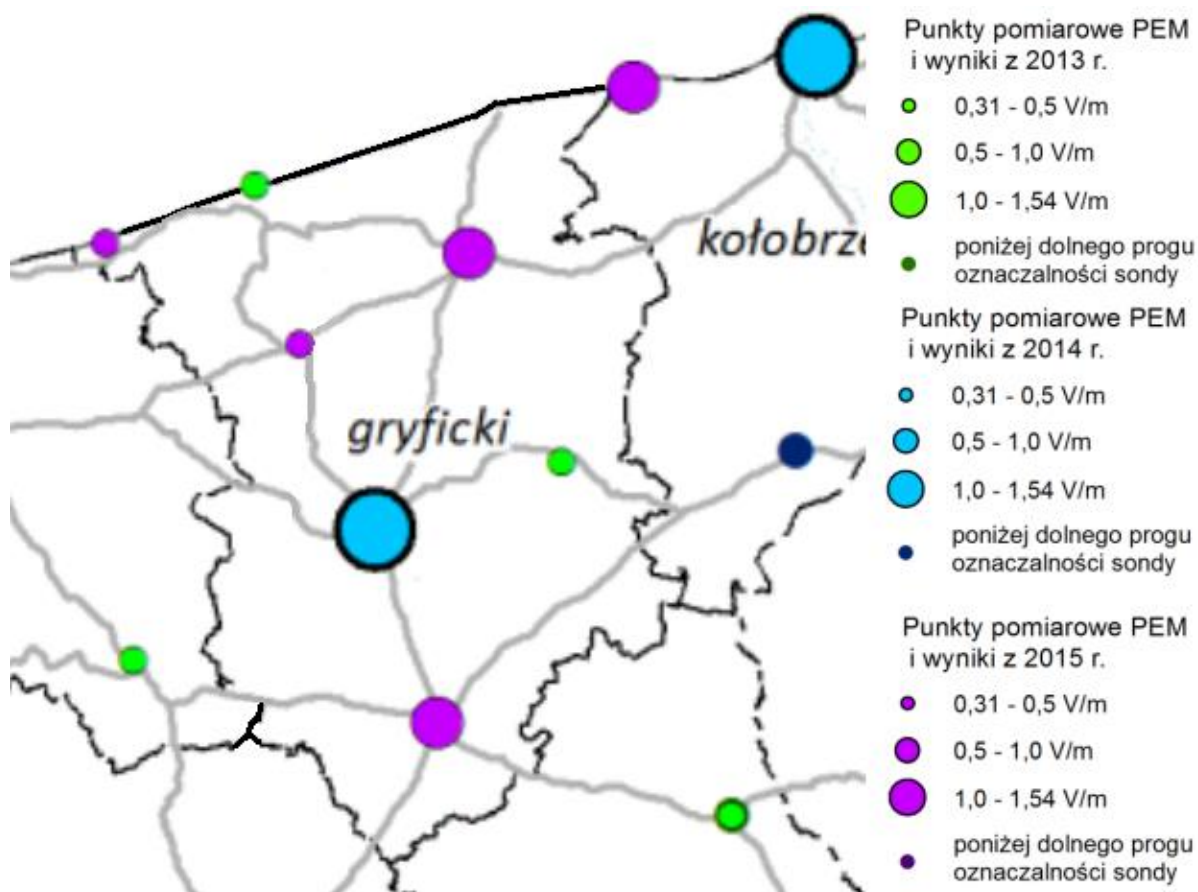 kołobrze
gryficki
Punkty pomiarowe PEM
i wyniki z 2013 r.
0,31 - 0,5 V/m
0,5 - 1,0 V/m
1,0 - 1,54 V/m
poniżej dolnego progu
oznaczalności sondy
Punkty pomiarowe PEM
i wyniki z 2014 r.
0,31 - 0,5 V/m
0,5 - 1,0 V/m
1,0 - 1,54 V/m
poniżej dolnego progu
oznaczalności sondy
Punkty pomiarowe PEM
i wyniki z 2015 r.
0,31 - 0,5 V/m
0,5 - 1,0 V/m
1,0 - 1,54 V/m
poniżej dolnego progu
oznaczalności sondy